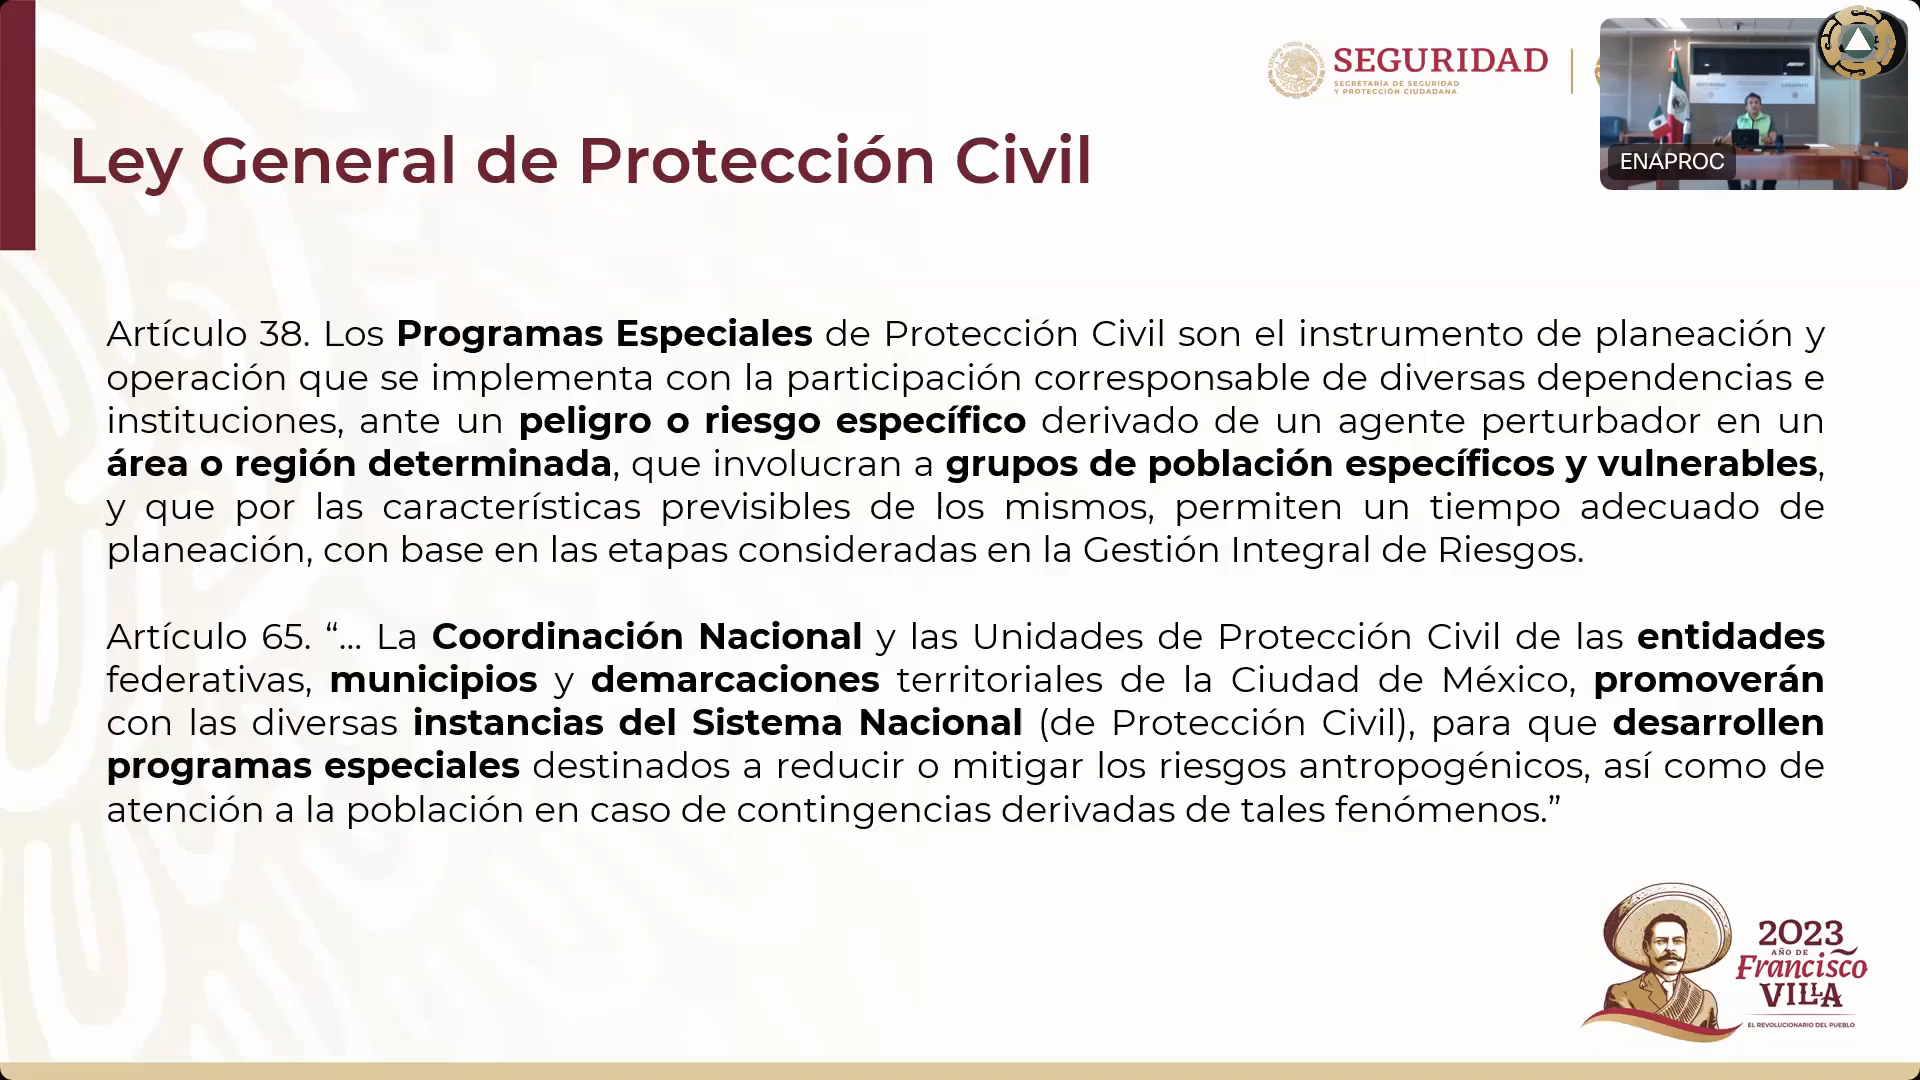 SEGURIDAD
SECRETARÍA DE SEGURIDAD
Y PROTECCIÓN CIUDADANA
ENAPROC
Ley General de Protección Civil
Artículo 38. Los Programas Especiales de Protección Civil son el instrumento de planeación y
operación que se implementa con la participación corresponsable de diversas dependencias e
instituciones, ante un peligro o riesgo específico derivado de un agente perturbador en un
área o región determinada, que involucran a grupos de población específicos y vulnerables,
y que por las características previsibles de los mismos, permiten un tiempo adecuado de
planeación, con base en las etapas consideradas en la Gestión Integral de Riesgos.
Artículo 65. “... La Coordinación Nacional y las Unidades de Protección Civil de las entidades
federativas, municipios y demarcaciones territoriales de la Ciudad de México, promoverán
con las diversas instancias del Sistema Nacional (de Protección Civil), para que desarrollen
programas especiales destinados a reducir o mitigar los riesgos antropogénicos, así como de
atención a la población en caso de contingencias derivadas de tales fenómenos.”
2023
AÑO DE
Francisco
VILLA
EL REVOLUCIONARIO DEL PUEBLO